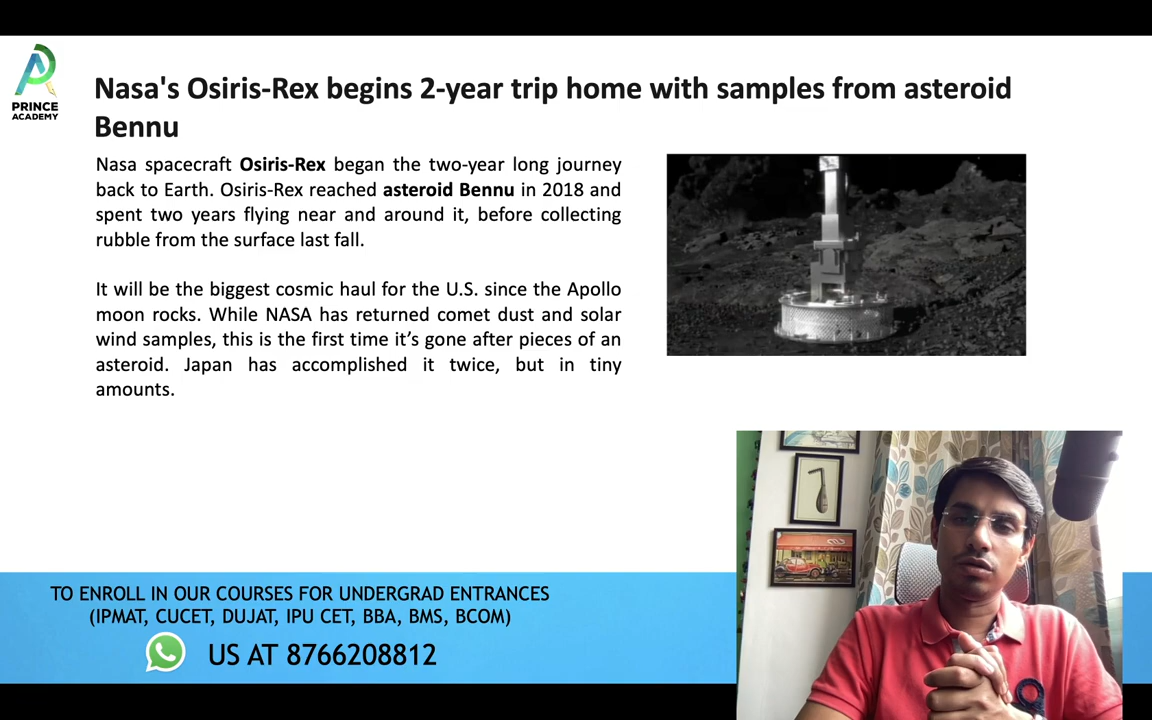 PRINCE
ACADEMY
Nasa's Osiris-Rex begins 2-year trip home with samples from asteroid
Bennu
Nasa spacecraft Osiris-Rex began the two-year long journey
back to Earth. Osiris-Rex reached asteroid Bennu in 2018 and
spent two years flying near and around it, before collecting
rubble from the surface last fall.
It will be the biggest cosmic haul for the U.S. since the Apollo
moon rocks. While NASA has returned comet dust and solar
wind samples, this is the first time it’s gone after pieces of an
asteroid. Japan has accomplished it twice, but in tiny
amounts.
TO ENROLL IN OUR COURSES FOR UNDERGRAD ENTRANCES
(IPMAT, CUCET, DUJAT, IPU CET, BBA, BMS, BCOM)
US AT 8766208812